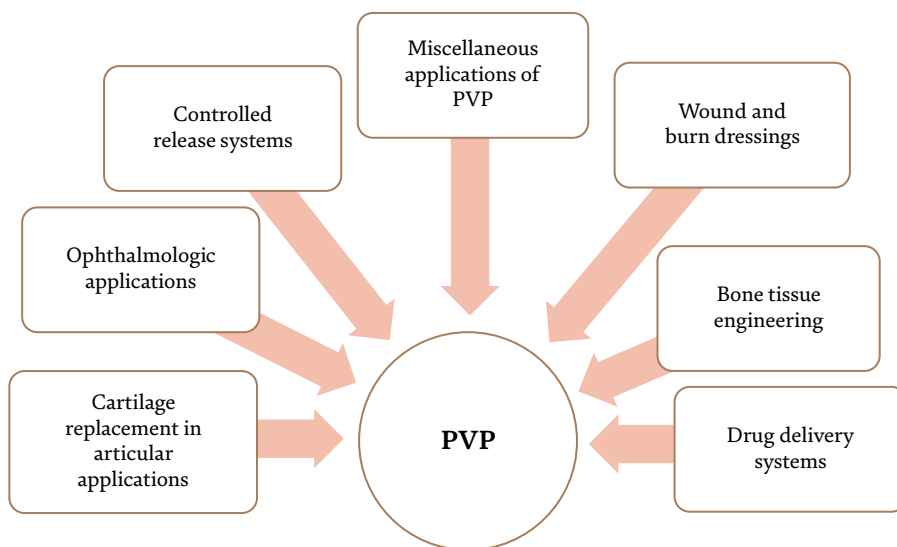 Miscellaneous
applications of
PVP
Controlled
release systems
Wound and
burn dressings
Ophthalmologic
applications
Bone tissue
engineering
Cartilage
replacement in
articular
applications
PVP
Drug delivery
systems